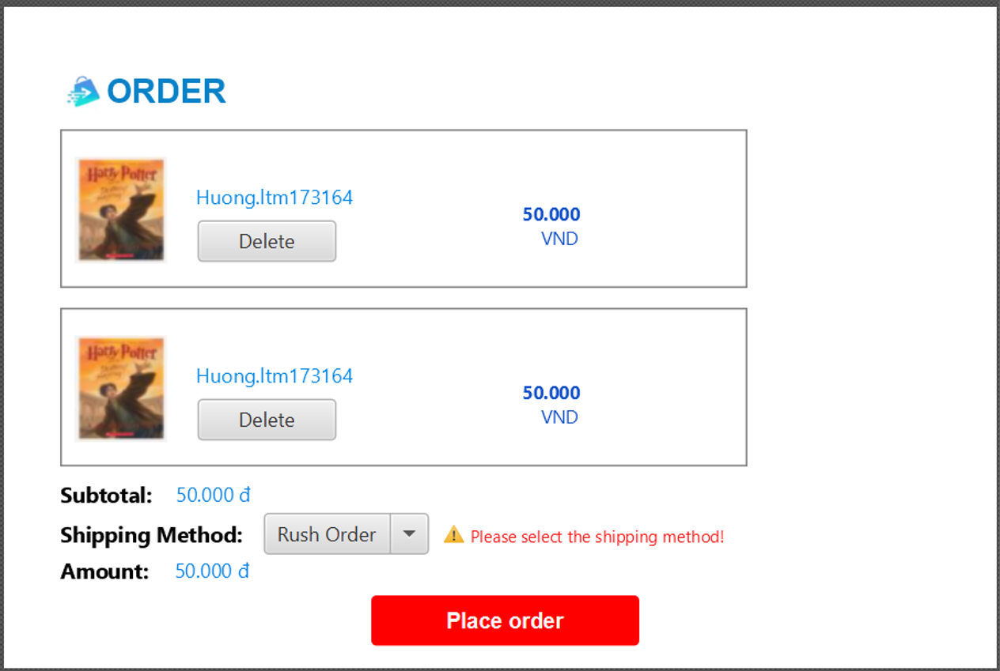 ORDER
Harry Potter
Huong.ltm173164
Delete
50.000
VND
Harry Potter
Huong.ltm173164
Delete
50.000
VND
Subtotal: 50.000 đ
Shipping Method: Rush Order Please select the shipping method!
Amount: 50.000 đ
Place order